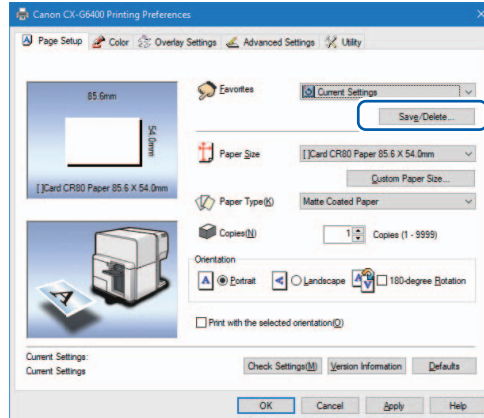 Canon CX-G6400 Printing Preferences
Page Setup Color Overlay Settings Advanced Settings Utility
85.6mm
54.0mm
[ ]Card CR80 Paper 85.6 X 54.0mm
Favorites Current Settings
Save/Delete...
Paper Size [ ]Card CR80 Paper 85.6 X 54.0mm
Custom Paper Size...
Paper Type(K) Matte Coated Paper
Copies(N) 1 Copies (1 - 9999)
Orientation
A Portrait A Landscape A 180-degree Rotation
Print with the selected orientation(O)
Current Settings:
Current Settings
Check Settings(M) Version Information Defaults
OK Cancel Apply Help